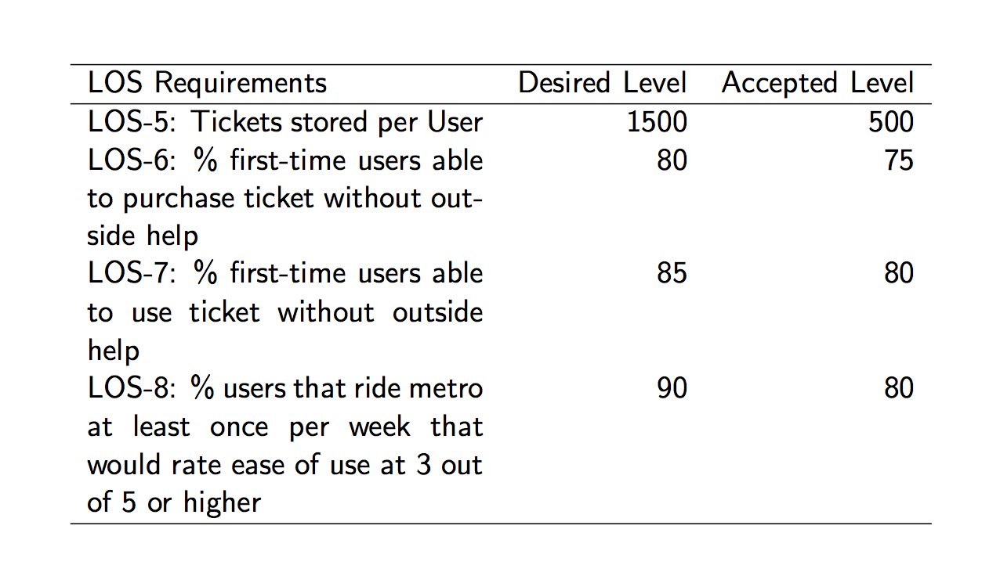 LOS Requirements Desired Level Accepted Level
LOS-5: Tickets stored per User 1500 500
LOS-6: % first-time users able 80 75
to purchase ticket without out-
side help
LOS-7: % first-time users able 85 80
to use ticket without outside
help
LOS-8: % users that ride metro 90 80
at least once per week that
would rate ease of use at 3 out
of 5 or higher